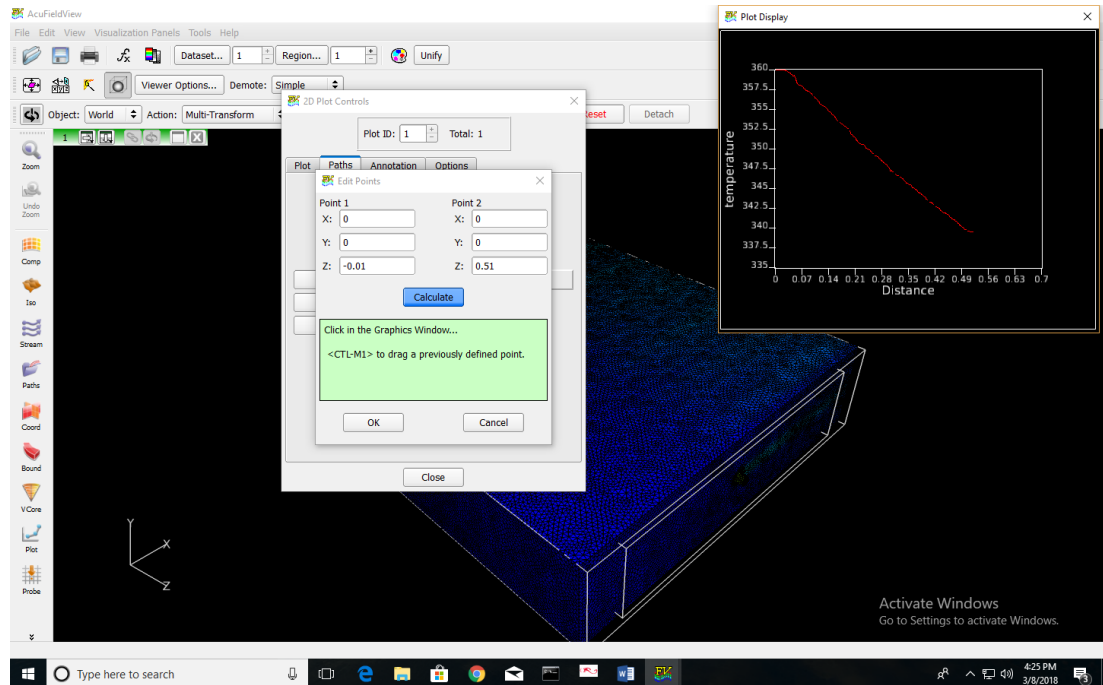 AcuFieldView
File Edit View Visualization Panels Tools Help
Dataset... 1 Region... 1 Unify
Viewer Options... Demote: Simple
Object: World Action: Multi-Transform
eset Detach
1
Zoom
Undo
Zoom
Comp
Iso
Stream
Paths
Coord
Bound
VCore
Plot
Probe
2D Plot Controls
Plot ID: 1 Total: 1
Plot Paths Annotation Options
Edit Points
Point 1 Point 2
X: 0 X: 0
Y: 0 Y: 0
Z: -0.01 Z: 0.51
Calculate
Click in the Graphics Window...
<CTL-M1> to drag a previously defined point.
OK Cancel
Close
Plot Display
360
357.5
355
352.5
350
347.5
345
342.5
340
337.5
335
temperature
0 0.07 0.14 0.21 0.28 0.35 0.42 0.49 0.56 0.63 0.7
Distance
Y
X
Z
Activate Windows
Go to Settings to activate Windows.
Type here to search
4:25 PM
3/8/2018